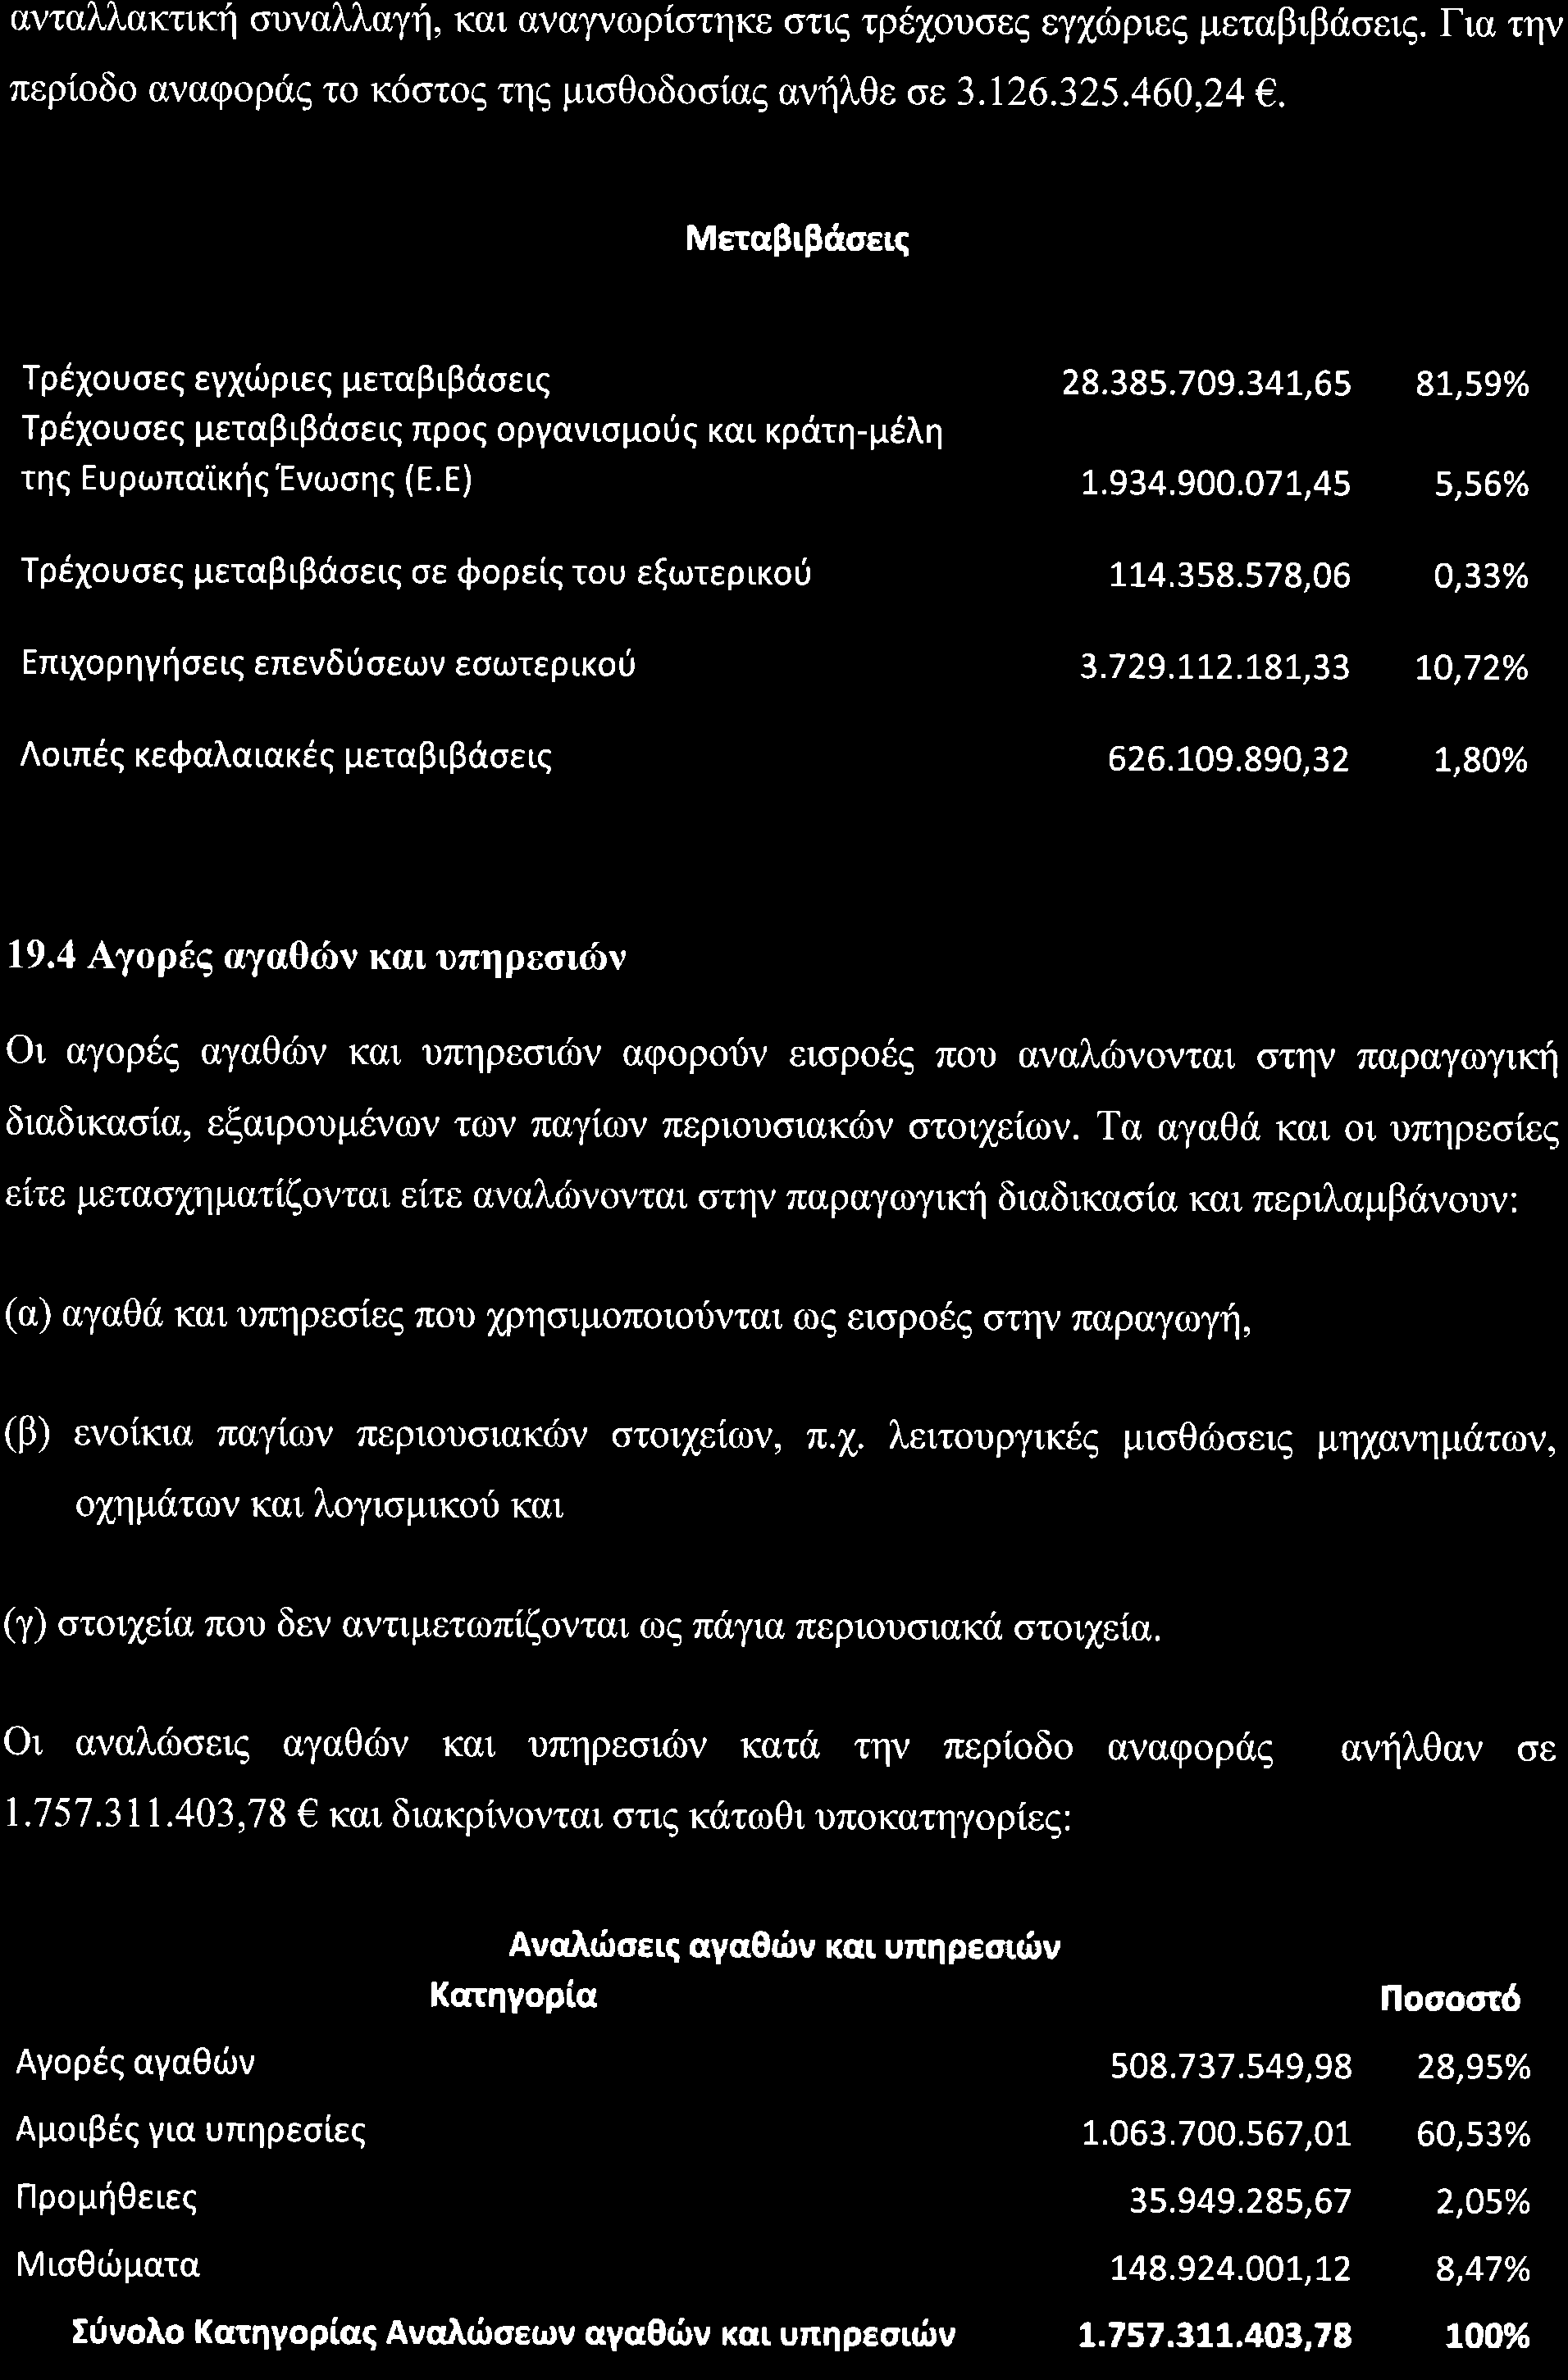 ανταλλακτική συναλλαγή, και αναγνωρίστηκε στις τρέχουσες εγχώριες μεταβιβάσεις. Για την
περίοδο αναφοράς το κόστος της μισθοδοσίας ανήλθε σε 3.126.325.460,24 €.
Μεταβιβάσεις
Τρέχουσες εγχώριες μεταβιβάσεις 28.385.709.341,65 81,59%
Τρέχουσες μεταβιβάσεις προς οργανισμούς και κράτη-μέλη
της Ευρωπαϊκής Ένωσης (Ε.Ε) 1.934.900.071,45 5,56%
Τρέχουσες μεταβιβάσεις σε φορείς του εξωτερικού 114.358.578,06 0,33%
Επιχορηγήσεις επενδύσεων εσωτερικού 3.729.112.181,33 10,72%
Λοιπές κεφαλαιακές μεταβιβάσεις 626.109.890,32 1,80%
19.4 Αγορές αγαθών και υπηρεσιών
Οι αγορές αγαθών και υπηρεσιών αφορούν εισροές που αναλώνονται στην παραγωγική
διαδικασία, εξαιρουμένων των παγίων περιουσιακών στοιχείων. Τα αγαθά και οι υπηρεσίες
είτε μετασχηματίζονται είτε αναλώνονται στην παραγωγική διαδικασία και περιλαμβάνουν:
(α) αγαθά και υπηρεσίες που χρησιμοποιούνται ως εισροές στην παραγωγή,
(β) ενοίκια παγίων περιουσιακών στοιχείων, π.χ. λειτουργικές μισθώσεις μηχανημάτων,
οχημάτων και λογισμικού και
(γ) στοιχεία που δεν αντιμετωπίζονται ως πάγια περιουσιακά στοιχεία.
Οι αναλώσεις αγαθών και υπηρεσιών κατά την περίοδο αναφοράς ανήλθαν σε
1.757.311.403,78 € και διακρίνονται στις κάτωθι υποκατηγορίες:
Αναλώσεις αγαθών και υπηρεσιών
Κατηγορία Ποσοστό
Αγορές αγαθών 508.737.549,98 28,95%
Αμοιβές για υπηρεσίες 1.063.700.567,01 60,53%
Προμήθειες 35.949.285,67 2,05%
Μισθώματα 148.924.001,12 8,47%
Σύνολο Κατηγορίας Αναλώσεων αγαθών και υπηρεσιών 1.757.311.403,78 100%